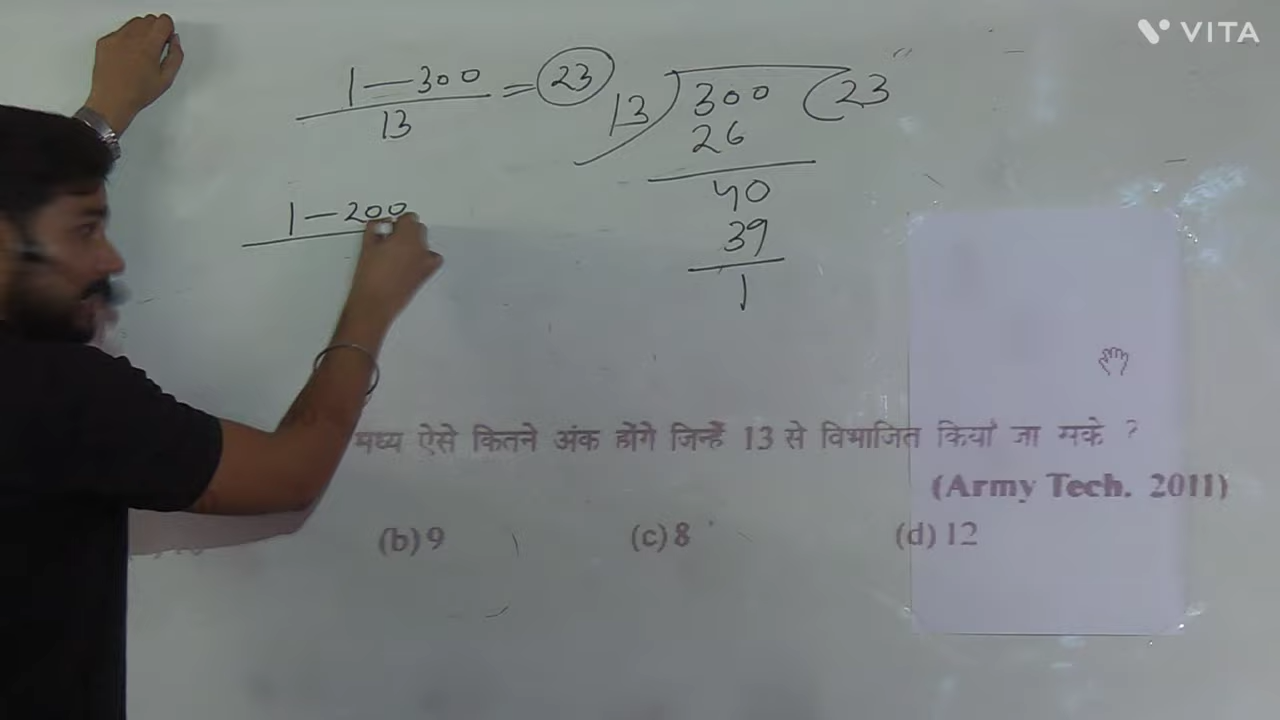 VITA
1 — 300 = 23
13
13 ) 300 ( 23
26
40
39
1
1 — 200
मध्य ऐसे कितने अंक होंगे जिन्हें 13 से विभाजित किया जा सके ?
(Army Tech. 2011)
(b) 9 (c) 8 (d) 12